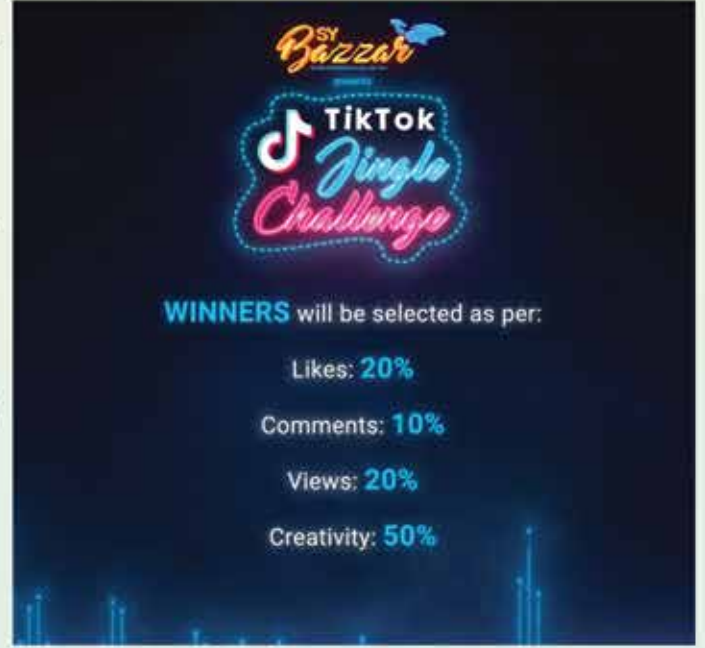 SY
Bazzar
TikTok
Jingle
Challenge
WINNERS will be selected as per:
Likes: 20%
Comments: 10%
Views: 20%
Creativity: 50%